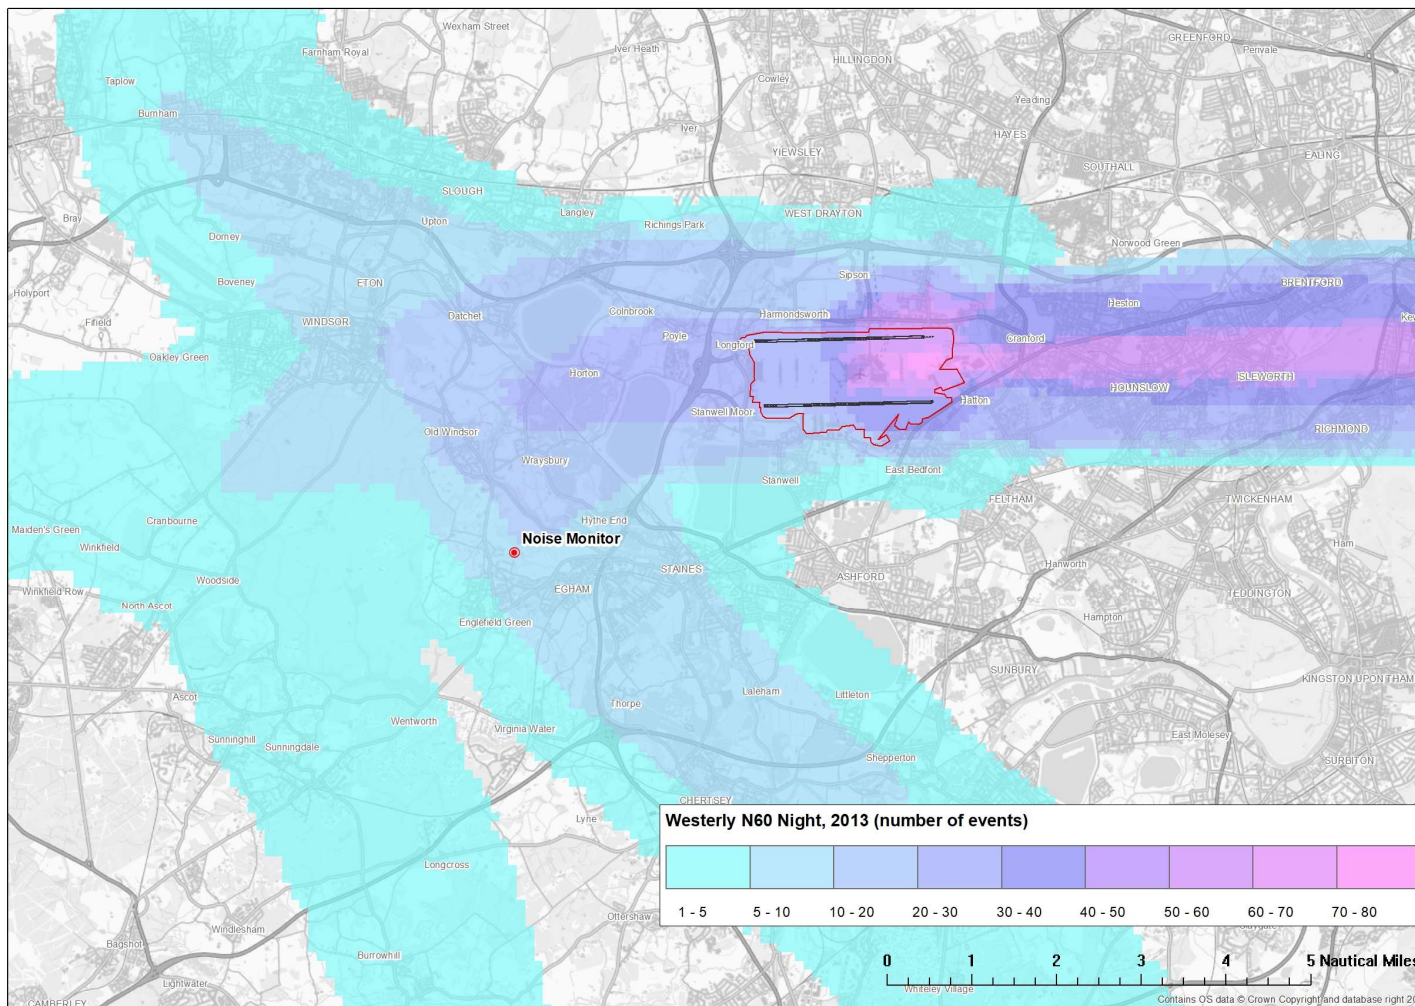 Wexham Street
GREENFORD
Farnham Royal
Iver Heath
Perivale
HILLINGDON
Taplow
Cowley
Yeading
Burnham
Iver
HAYES
YIEWSLEY
EALING
SOUTHALL
SLOUGH
Langley
WEST DRAYTON
Bray
Upton
Richings Park
Dorney
Norwood Green
Boveney
ETON
Sipson
BRENTFORD
Holyport
Heston
Datchet
Colnbrook
Harmondsworth
Fifield
WINDSOR
Poyle
Longford
Cranford
Oakley Green
Horton
ISLEWORTH
HOUNSLOW
Hatton
Stanwell Moor
Old Windsor
RICHMOND
Wraysbury
East Bedfont
Stanwell
FELTHAM
TWICKENHAM
Cranbourne
Hythe End
Maiden's Green
Noise Monitor
Winkfield
Ham
STAINES
Hanworth
Woodside
ASHFORD
EGHAM
Winkfield Row
TEDDINGTON
North Ascot
Hampton
Englefield Green
SUNBURY
KINGSTON UPON THAM
Ascot
Laleham
Littleton
Thorpe
Wentworth
Virginia Water
East Molesey
Sunninghill
Sunningdale
Shepperton
SURBITON
CHERTSEY
Lyne
Westerly N60 Night, 2013 (number of events)
Longcross
1 - 5 5 - 10 10 - 20 20 - 30 30 - 40 40 - 50 50 - 60 60 - 70 70 - 80
Ottershaw
Windlesham
Bagshot
Burrowhill
0 1 2 3 4 5 Nautical Miles
Lightwater
Whiteley Village
CAMBERLEY
Contains OS data © Crown Copyright and database right 2